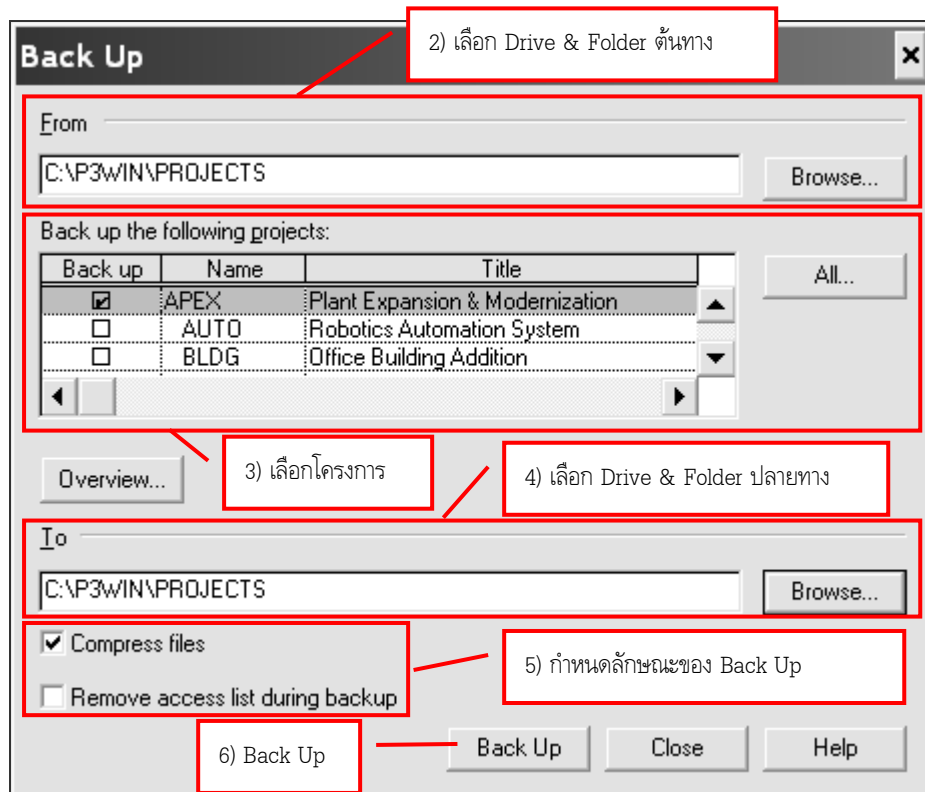 2) เลือก Drive & Folder ต้นทาง
Back Up
From
C:\P3WIN\PROJECTS
Browse...
Back up the following projects:
Back up Name Title
All...
APEX Plant Expansion & Modernization
AUTO Robotics Automation System
BLDG Office Building Addition
3) เลือกโครงการ
4) เลือก Drive & Folder ปลายทาง
Overview...
To
C:\P3WIN\PROJECTS
Browse...
Compress files
5) กำหนดลักษณะของ Back Up
Remove access list during backup
6) Back Up
Back Up
Close
Help